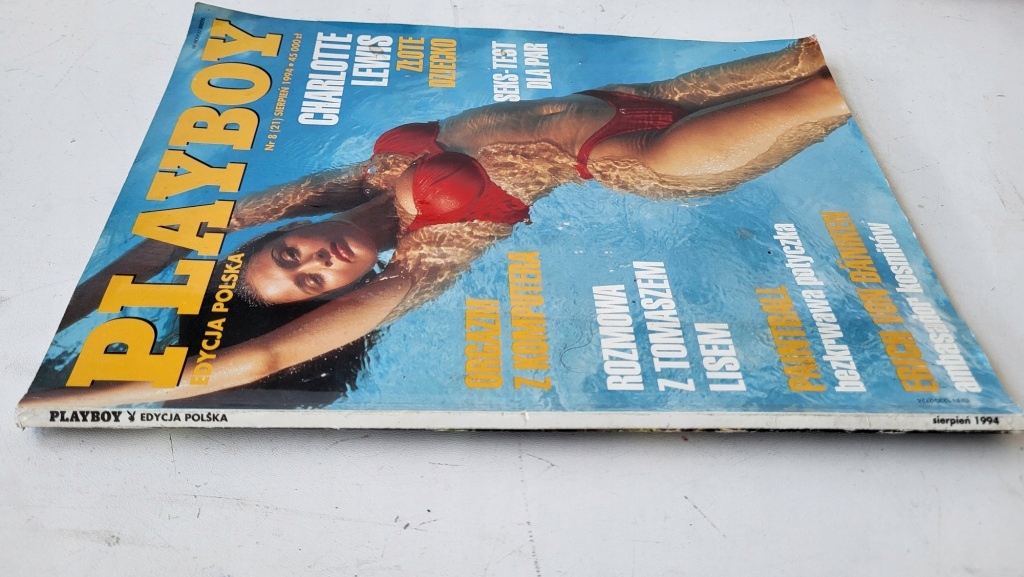 PLAYBOY
EDYCJA POLSKA
Nr 8 (21) SIERPIEŃ 1994 • 45 000 zł
CHARLOTTE
LEWIS
ZŁOTE
DZIECKO
SEKS-TEST
DLA PAR
ORGAZM
Z KOMPUTERA
ROZMOWA
Z TOMASZEM
LISEM
PAINTBALL
bezkrwawa potyczka
ERICH VON DÄNIKEN
ambasador kosmitów
PLAYBOY EDYCJA POLSKA
sierpień 1994